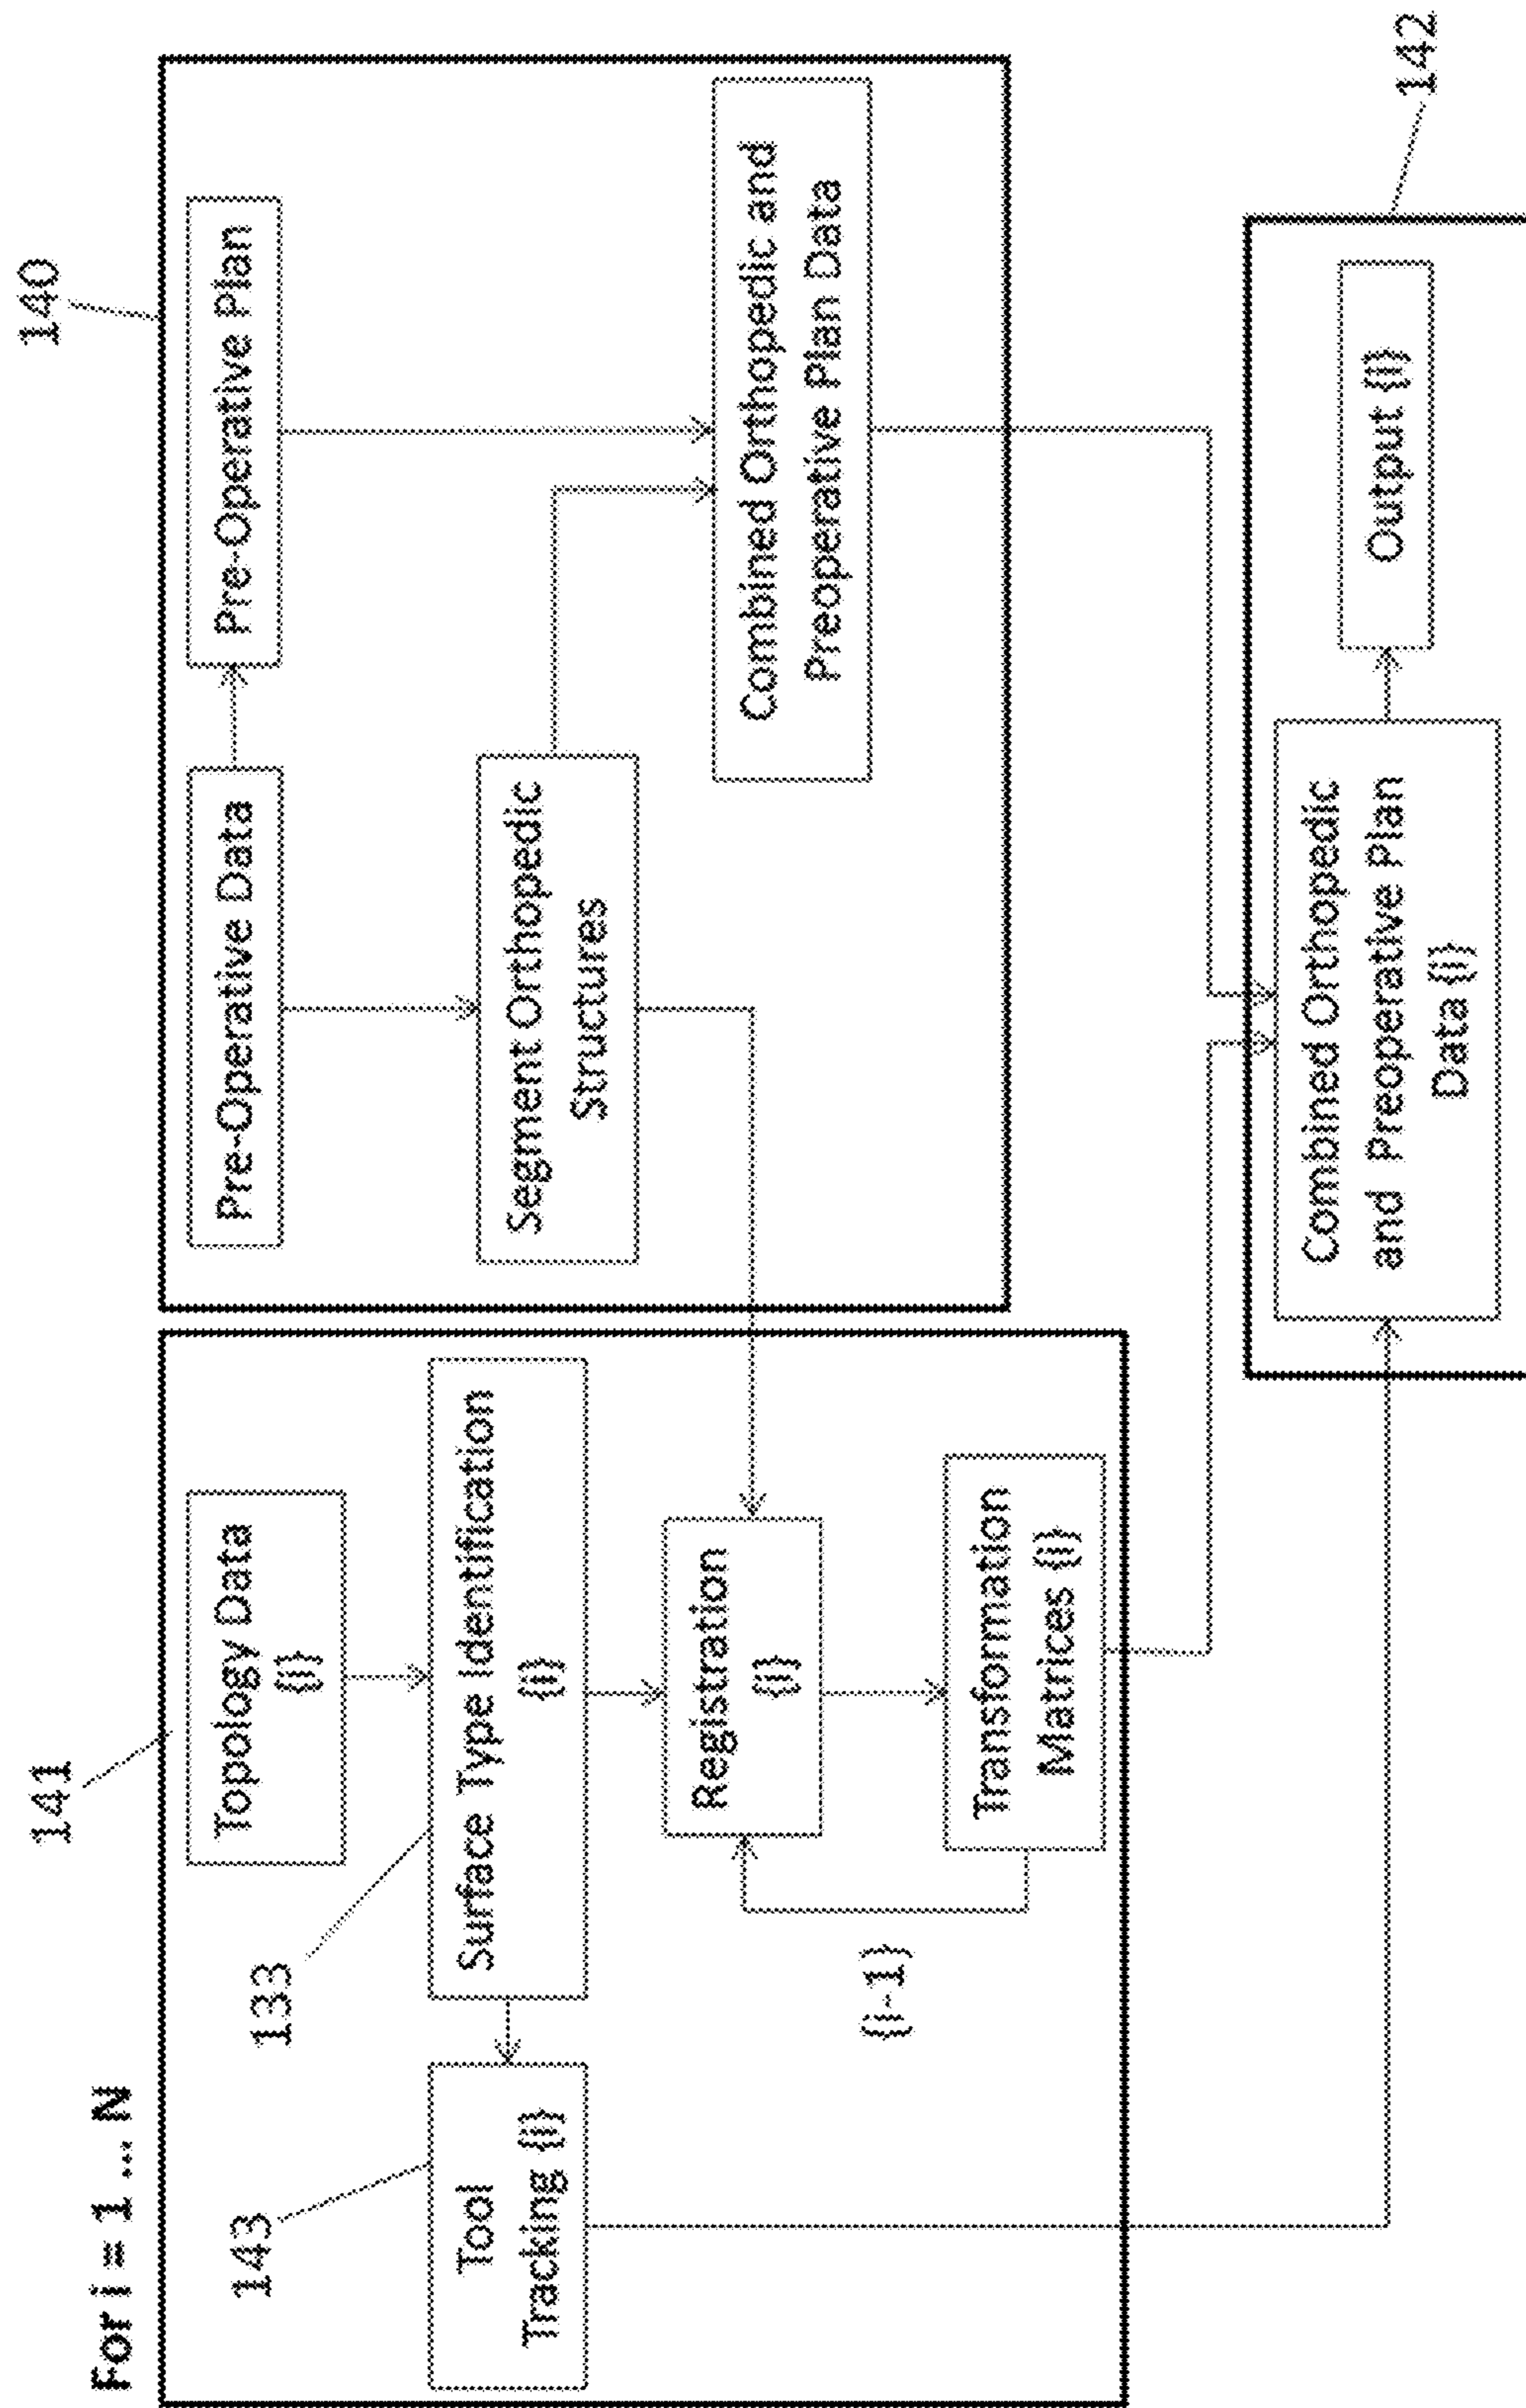 For i = 1 ... N
141
140
Topology Data
{i}
Pre-Operative Data
Pre-Operative Plan
143
133
Tool
Tracking {i}
Surface Type Identification
{i}
Segment Orthopedic
Structures
Registration
{i}
Combined Orthopedic and
Preoperative Plan Data
{i-1}
Transformation
Matrices {i}
Combined Orthopedic
and Preoperative Plan
Data {i}
Output {i}
142